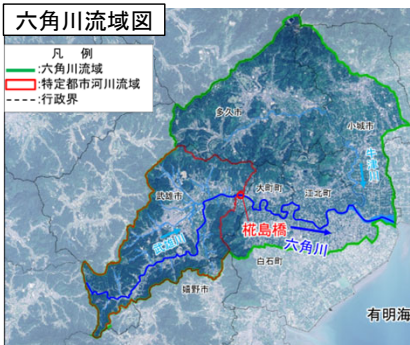 六角川流域図
凡 例
:六角川流域
:特定都市河川流域
:行政界
多久市
小城市
牛津川
武雄市
大町町
江北町
椛島橋
六角川
武雄川
白石町
嬉野市
有明海